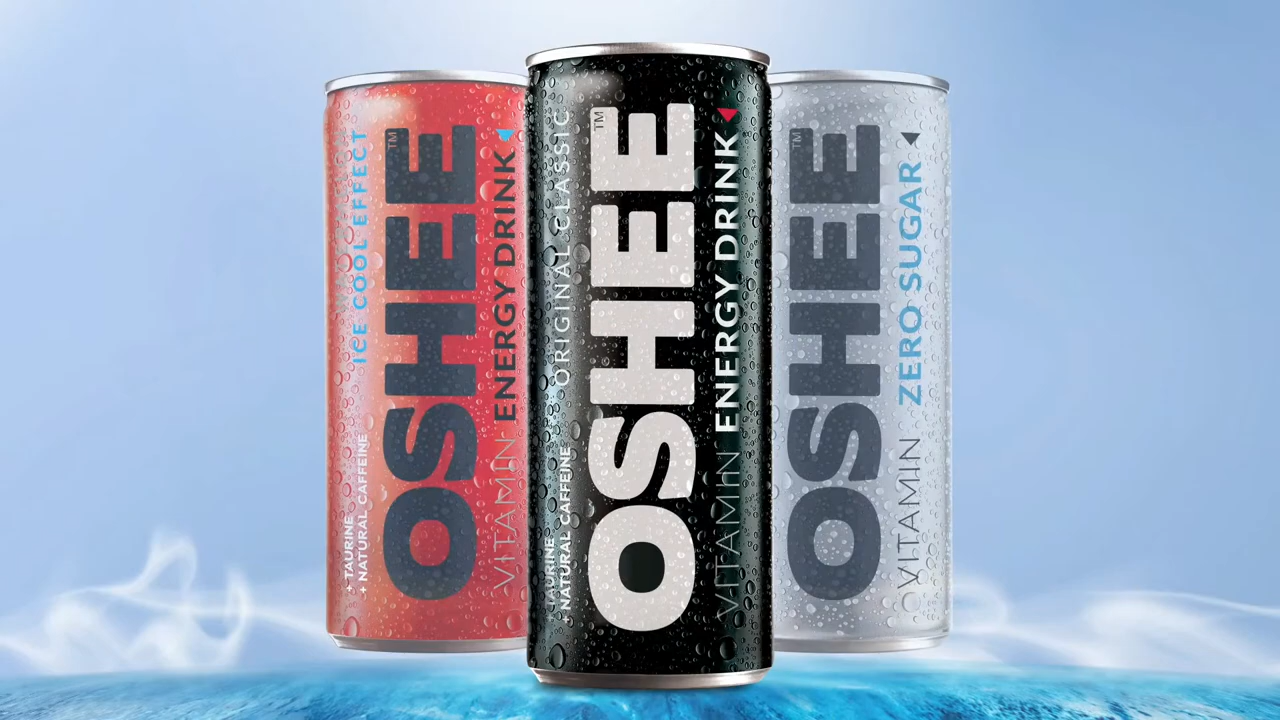 ICE COOL EFFECT
+ TAURINE
+ NATURAL CAFFEINE
OSHEE™
VITAMIN ENERGY DRINK
ORIGINAL CLASSIC
TAURINE
NATURAL CAFFEINE
OSHEE™
VITAMIN ENERGY DRINK
OSHEE™
VITAMIN ZERO SUGAR